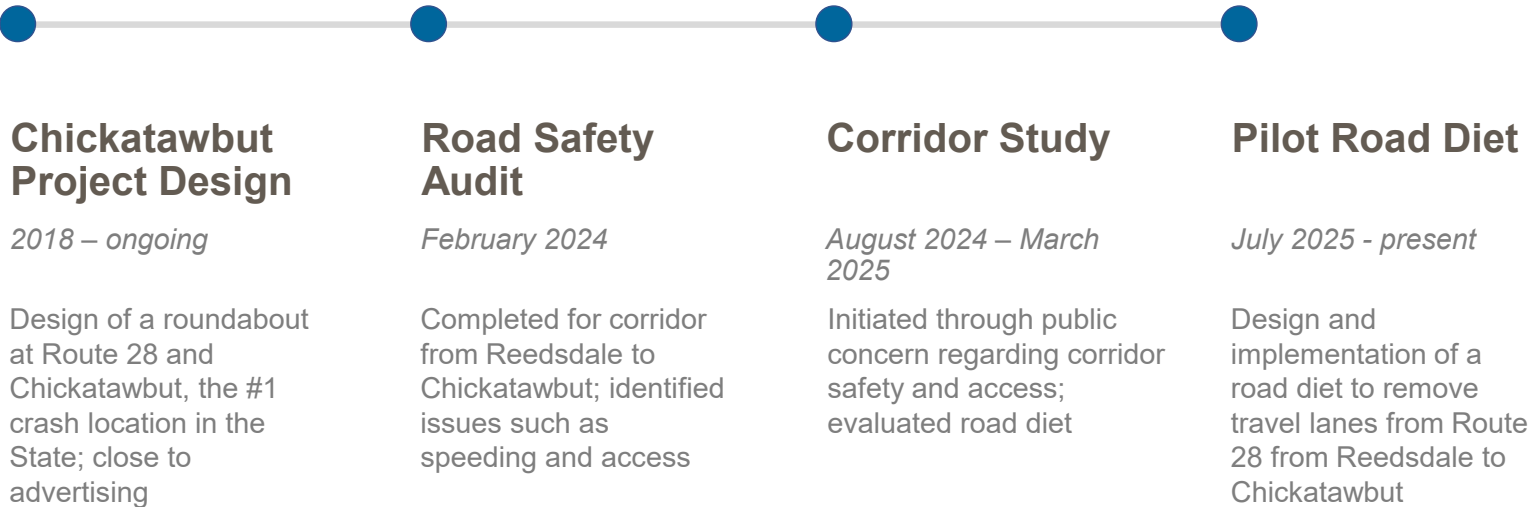 Chickatawbut
Project Design
2018 – ongoing
Design of a roundabout
at Route 28 and
Chickatawbut, the #1
crash location in the
State; close to
advertising
Road Safety
Audit
February 2024
Completed for corridor
from Reedsdale to
Chickatawbut; identified
issues such as
speeding and access
Corridor Study
August 2024 – March
2025
Initiated through public
concern regarding corridor
safety and access;
evaluated road diet
Pilot Road Diet
July 2025 - present
Design and
implementation of a
road diet to remove
travel lanes from Route
28 from Reedsdale to
Chickatawbut